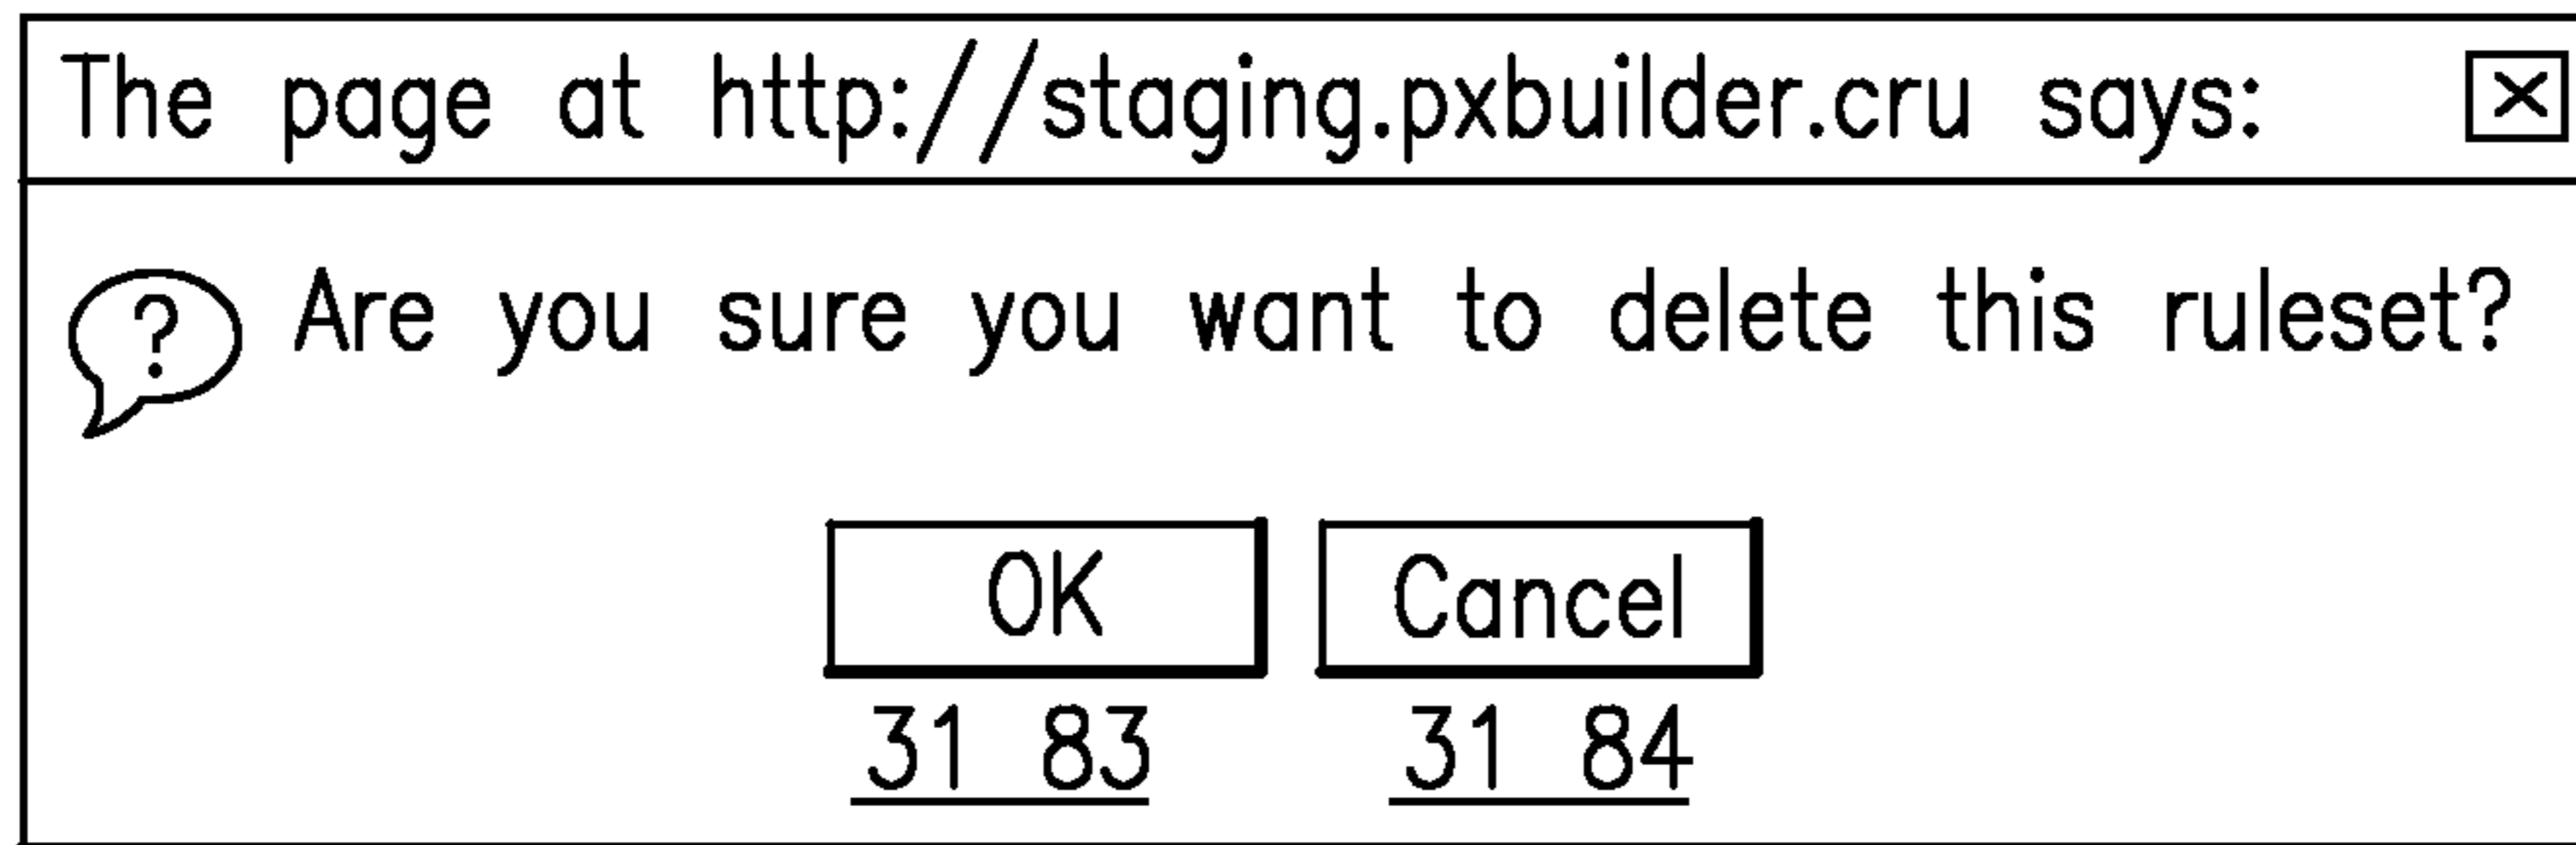 The page at http://staging.pxbuilder.cru says: X
? Are you sure you want to delete this ruleset?
OK Cancel
31 83 31 84